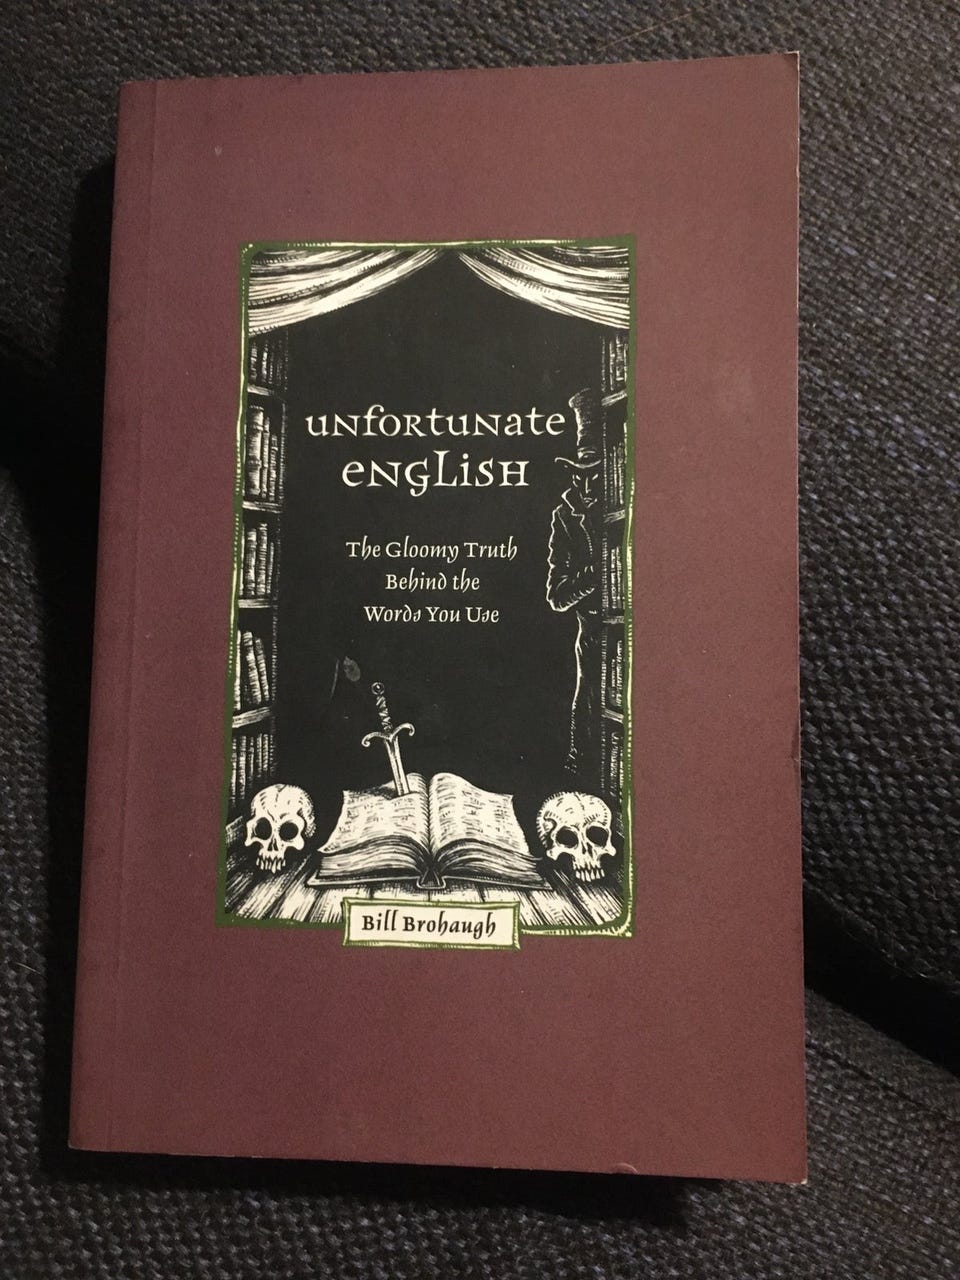 unfortunate
english
The Gloomy Truth
Behind the
Words You Use
Bill Brohaugh